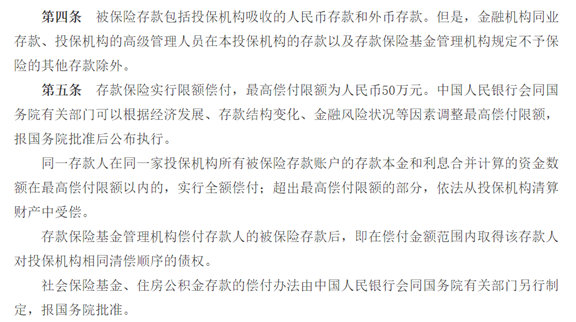 第四条　被保险存款包括投保机构吸收的人民币存款和外币存款。但是，金融机构同业
存款、投保机构的高级管理人员在本投保机构的存款以及存款保险基金管理机构规定不予保
险的其他存款除外。
第五条　存款保险实行限额偿付，最高偿付限额为人民币50万元。中国人民银行会同国
务院有关部门可以根据经济发展、存款结构变化、金融风险状况等因素调整最高偿付限额，
报国务院批准后公布执行。
同一存款人在同一家投保机构所有被保险存款账户的存款本金和利息合并计算的资金数
额在最高偿付限额以内的，实行全额偿付；超出最高偿付限额的部分，依法从投保机构清算
财产中受偿。
存款保险基金管理机构偿付存款人的被保险存款后，即在偿付金额范围内取得该存款人
对投保机构相同清偿顺序的债权。
社会保险基金、住房公积金存款的偿付办法由中国人民银行会同国务院有关部门另行制
定，报国务院批准。